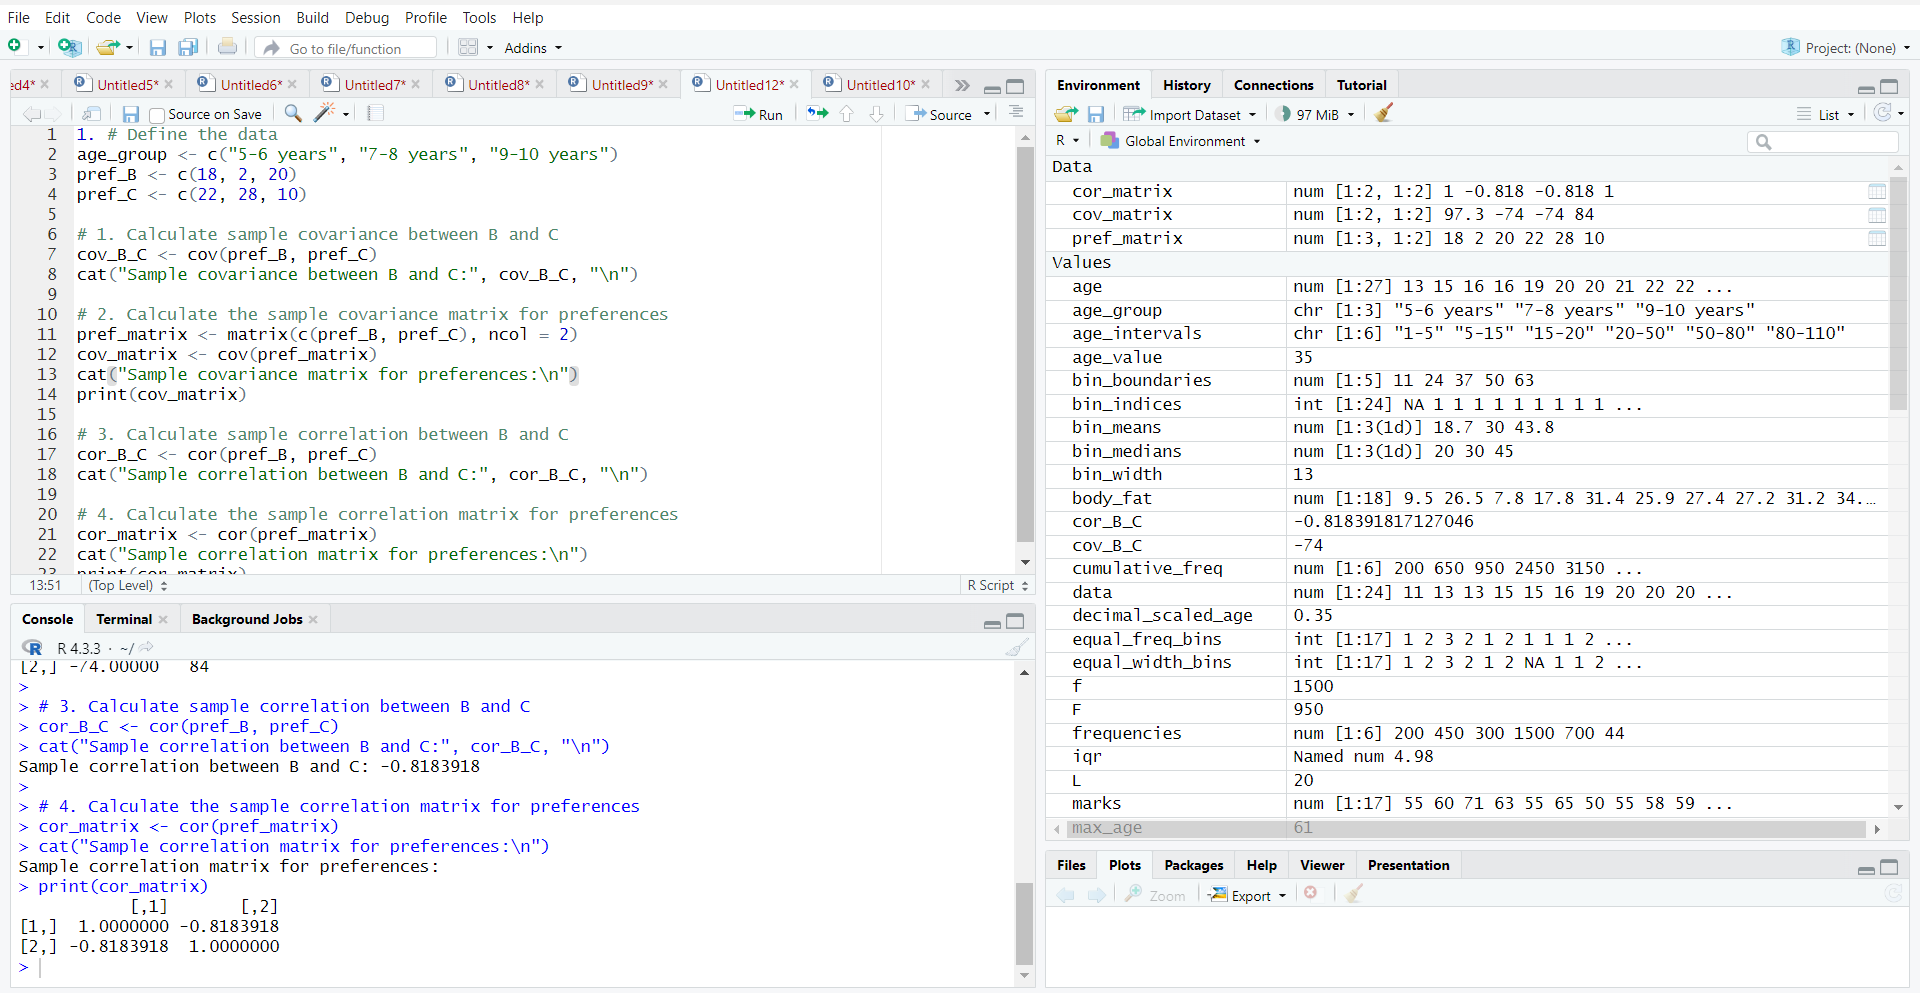 File Edit Code View Plots Session Build Debug Profile Tools Help
Go to file/function Addins Project: (None)
ed4* Untitled5* Untitled6* Untitled7* Untitled8* Untitled9* Untitled12* Untitled10*
Source on Save Run Source
1 1. # Define the data
2 age_group <- c("5-6 years", "7-8 years", "9-10 years")
3 pref_B <- c(18, 2, 20)
4 pref_C <- c(22, 28, 10)
5
6 # 1. Calculate sample covariance between B and C
7 cov_B_C <- cov(pref_B, pref_C)
8 cat("Sample covariance between B and C:", cov_B_C, "\n")
9
10 # 2. Calculate the sample covariance matrix for preferences
11 pref_matrix <- matrix(c(pref_B, pref_C), ncol = 2)
12 cov_matrix <- cov(pref_matrix)
13 cat("Sample covariance matrix for preferences:\n")
14 print(cov_matrix)
15
16 # 3. Calculate sample correlation between B and C
17 cor_B_C <- cor(pref_B, pref_C)
18 cat("Sample correlation between B and C:", cor_B_C, "\n")
19
20 # 4. Calculate the sample correlation matrix for preferences
21 cor_matrix <- cor(pref_matrix)
22 cat("Sample correlation matrix for preferences:\n")
23 print(cor_matrix)
13:51 (Top Level) R Script
Console Terminal Background Jobs
R 4.3.3 · ~/
[2,] -74.00000 84
>
> # 3. Calculate sample correlation between B and C
> cor_B_C <- cor(pref_B, pref_C)
> cat("Sample correlation between B and C:", cor_B_C, "\n")
Sample correlation between B and C: -0.8183918
>
> # 4. Calculate the sample correlation matrix for preferences
> cor_matrix <- cor(pref_matrix)
> cat("Sample correlation matrix for preferences:\n")
Sample correlation matrix for preferences:
> print(cor_matrix)
[,1] [,2]
[1,] 1.0000000 -0.8183918
[2,] -0.8183918 1.0000000
>
Environment History Connections Tutorial
Import Dataset 97 MiB List
R Global Environment
Data
cor_matrix num [1:2, 1:2] 1 -0.818 -0.818 1
cov_matrix num [1:2, 1:2] 97.3 -74 -74 84
pref_matrix num [1:3, 1:2] 18 2 20 22 28 10
Values
age num [1:27] 13 15 16 16 19 20 20 21 22 22 ...
age_group chr [1:3] "5-6 years" "7-8 years" "9-10 years"
age_intervals chr [1:6] "1-5" "5-15" "15-20" "20-50" "50-80" "80-110"
age_value 35
bin_boundaries num [1:5] 11 24 37 50 63
bin_indices int [1:24] NA 1 1 1 1 1 1 1 1 1 ...
bin_means num [1:3(1d)] 18.7 30 43.8
bin_medians num [1:3(1d)] 20 30 45
bin_width 13
body_fat num [1:18] 9.5 26.5 7.8 17.8 31.4 25.9 27.4 27.2 31.2 34....
cor_B_C -0.818391817127046
cov_B_C -74
cumulative_freq num [1:6] 200 650 950 2450 3150 ...
data num [1:24] 11 13 13 15 15 16 19 20 20 20 ...
decimal_scaled_age 0.35
equal_freq_bins int [1:17] 1 2 3 2 1 2 1 1 1 2 ...
equal_width_bins int [1:17] 1 2 3 2 1 2 NA 1 1 2 ...
f 1500
F 950
frequencies num [1:6] 200 450 300 1500 700 44
iqr Named num 4.98
L 20
marks num [1:17] 55 60 71 63 55 65 50 55 58 59 ...
max_age 61
Files Plots Packages Help Viewer Presentation
Zoom Export